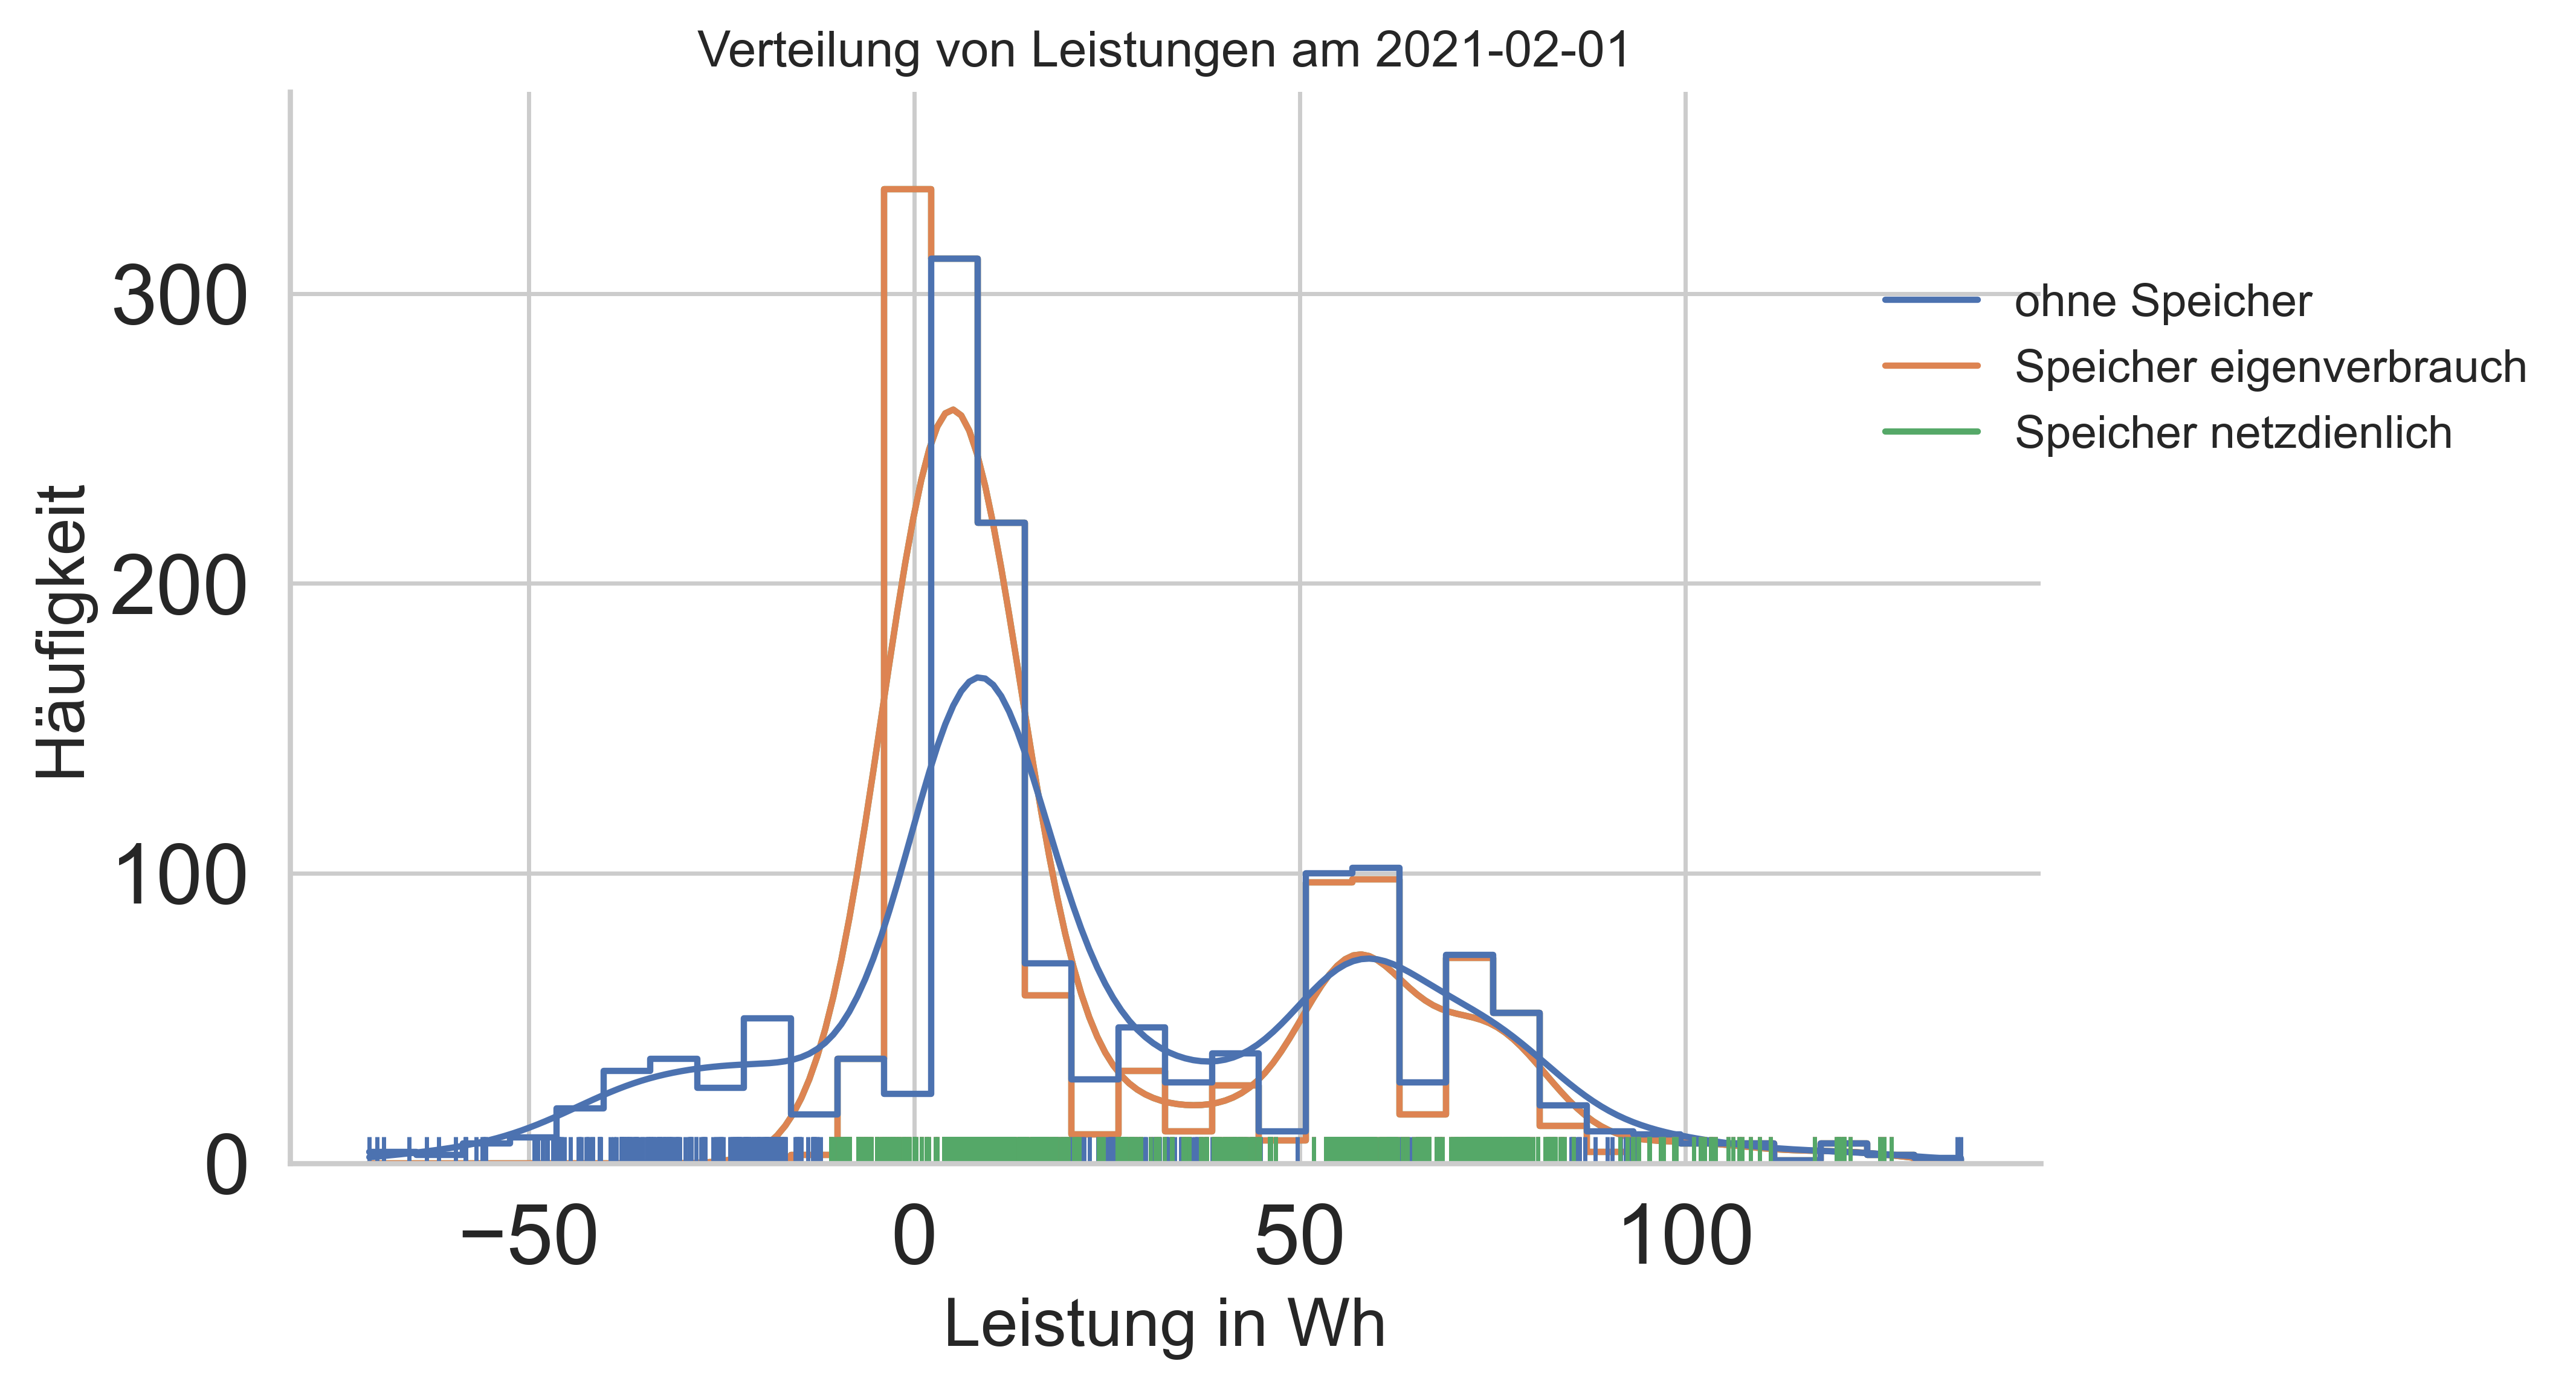 Verteilung von Leistungen am 2021-02-01
Häufigkeit
300
200
100
0
−50
0
50
100
Leistung in Wh
ohne Speicher
Speicher eigenverbrauch
Speicher netzdienlich